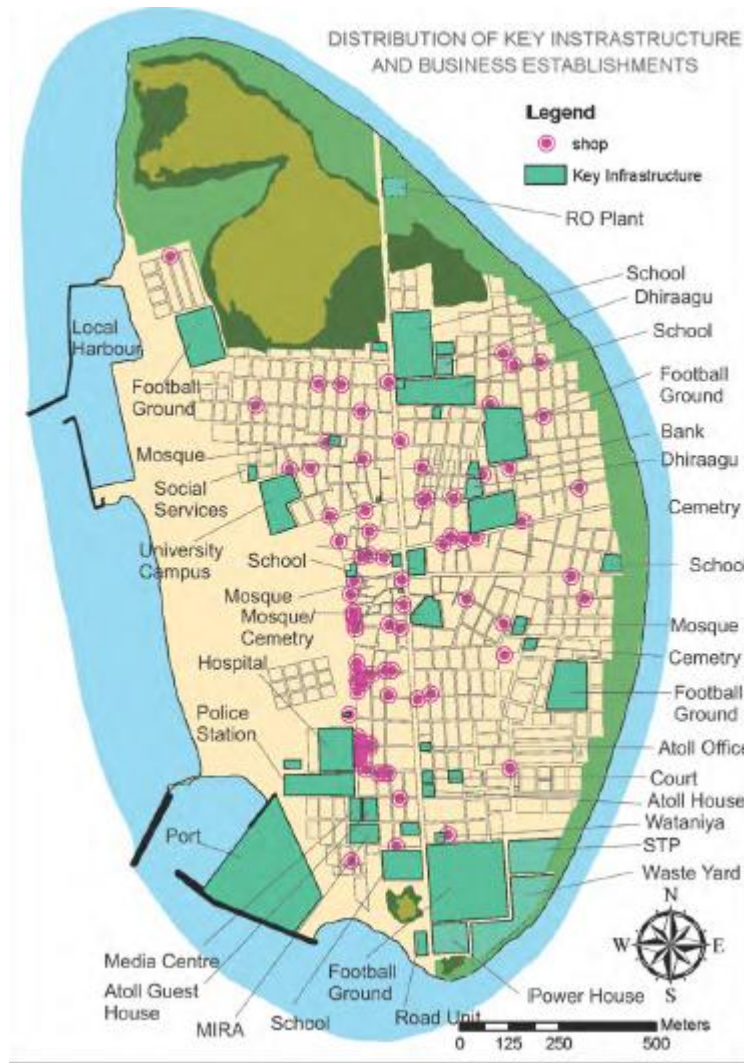 DISTRIBUTION OF KEY INSTRASTRUCTURE
AND BUSINESS ESTABLISHMENTS
Legend
shop
Key Infrastructure
RO Plant
School
Dhiraagu
School
Local
Harbour
Football
Ground
Football
Ground
Bank
Mosque
Dhiraagu
Social
Services
Cemetry
University
Campus
School
School
Mosque
Mosque/
Cemetry
Mosque
Hospital
Cemetry
Football
Ground
Police
Station
Atoll Office
Court
Atoll House
Wataniya
Port
STP
Waste Yard
N
W
E
S
Media Centre
Atoll Guest
House
MIRA
School
Football
Ground
Road Unit
Power House
Meters
0 125 250 500